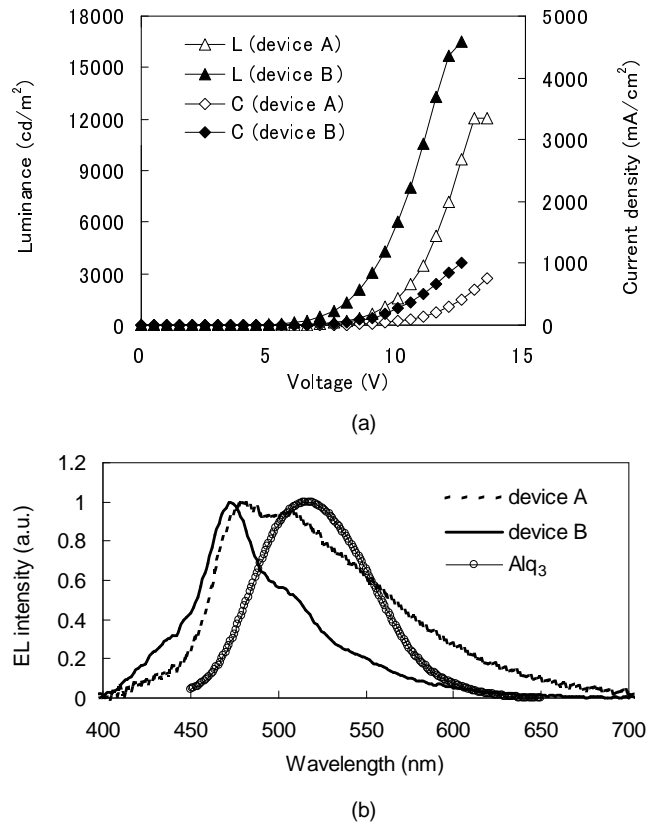 18000
15000
12000
9000
6000
3000
0
Luminance (cd/m²)
L (device A)
L (device B)
C (device A)
C (device B)
5000
4000
3000
2000
1000
0
Current density (mA/cm²)
0 5 10 15
Voltage (V)
(a)
1.2
1
0.8
0.6
0.4
0.2
0
EL intensity (a.u.)
device A
device B
Alq₃
400 450 500 550 600 650 700
Wavelength (nm)
(b)